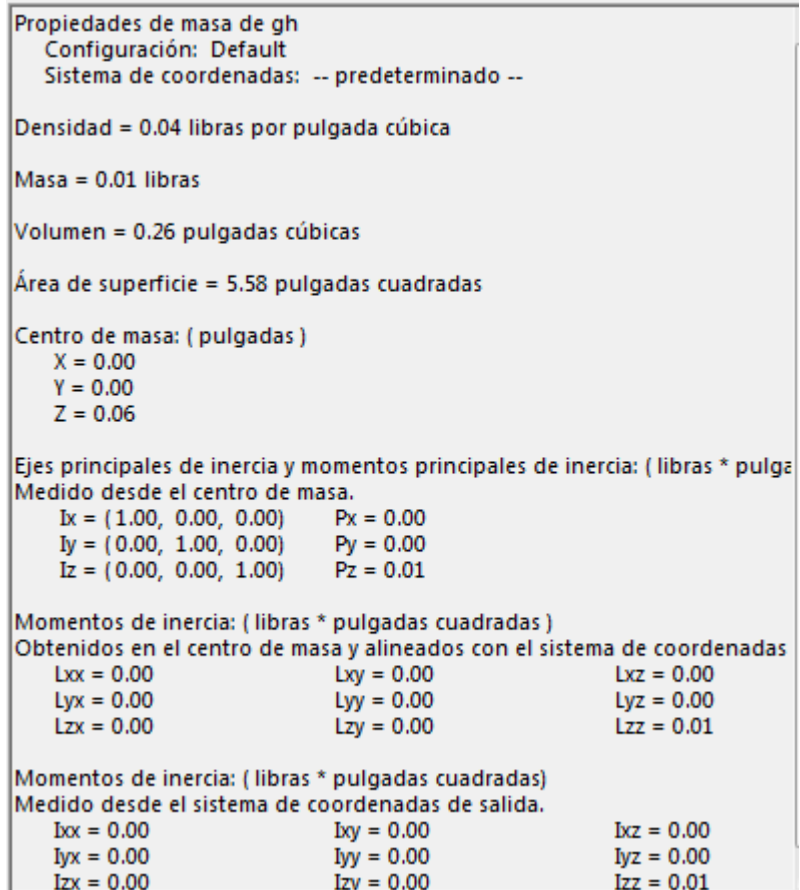 Propiedades de masa de gh
Configuración: Default
Sistema de coordenadas: -- predeterminado --
Densidad = 0.04 libras por pulgada cúbica
Masa = 0.01 libras
Volumen = 0.26 pulgadas cúbicas
Área de superficie = 5.58 pulgadas cuadradas
Centro de masa: ( pulgadas )
X = 0.00
Y = 0.00
Z = 0.06
Ejes principales de inercia y momentos principales de inercia: ( libras * pulga
Medido desde el centro de masa.
Ix = ( 1.00, 0.00, 0.00) Px = 0.00
Iy = ( 0.00, 1.00, 0.00) Py = 0.00
Iz = ( 0.00, 0.00, 1.00) Pz = 0.01
Momentos de inercia: ( libras * pulgadas cuadradas )
Obtenidos en el centro de masa y alineados con el sistema de coordenadas
Lxx = 0.00 Lxy = 0.00 Lxz = 0.00
Lyx = 0.00 Lyy = 0.00 Lyz = 0.00
Lzx = 0.00 Lzy = 0.00 Lzz = 0.01
Momentos de inercia: ( libras * pulgadas cuadradas)
Medido desde el sistema de coordenadas de salida.
Ixx = 0.00 Ixy = 0.00 Ixz = 0.00
Iyx = 0.00 Iyy = 0.00 Iyz = 0.00
Izx = 0.00 Izy = 0.00 Izz = 0.01